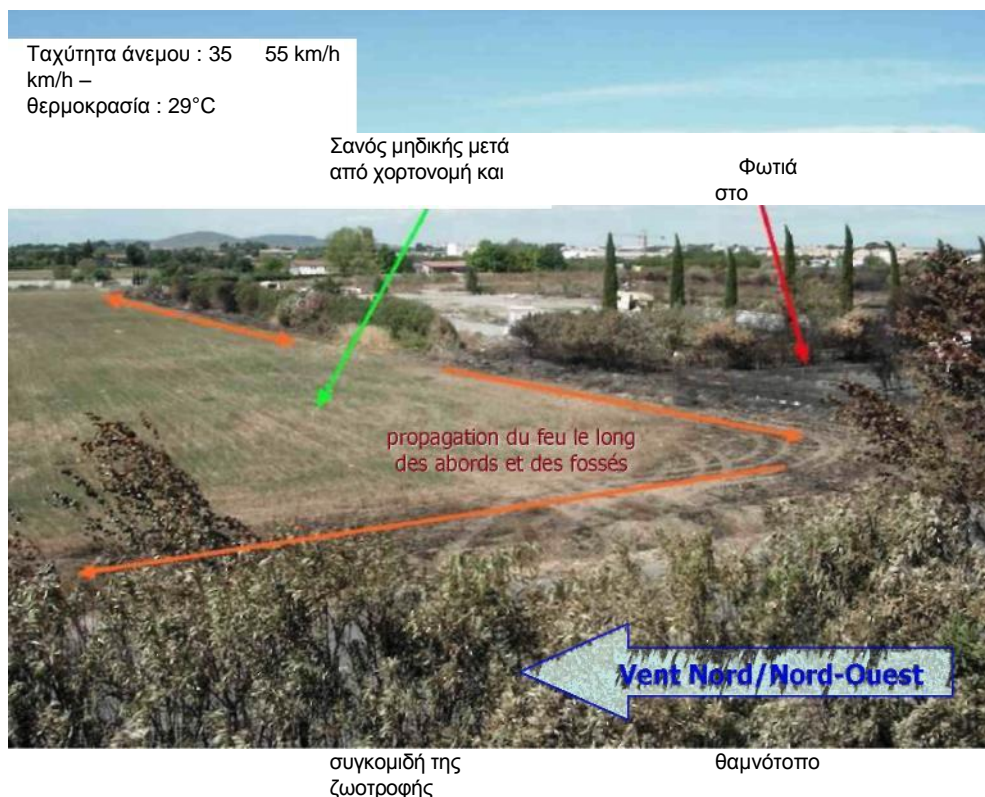 Ταχύτητα άνεμου : 35 55 km/h
km/h –
θερμοκρασία : 29°C
Σανός μηδικής μετά
από χορτονομή και
Φωτιά
στο
propagation du feu le long
des abords et des fossés
Vent Nord/Nord-Ouest
συγκομιδή της
ζωοτροφής
θαμνότοπο